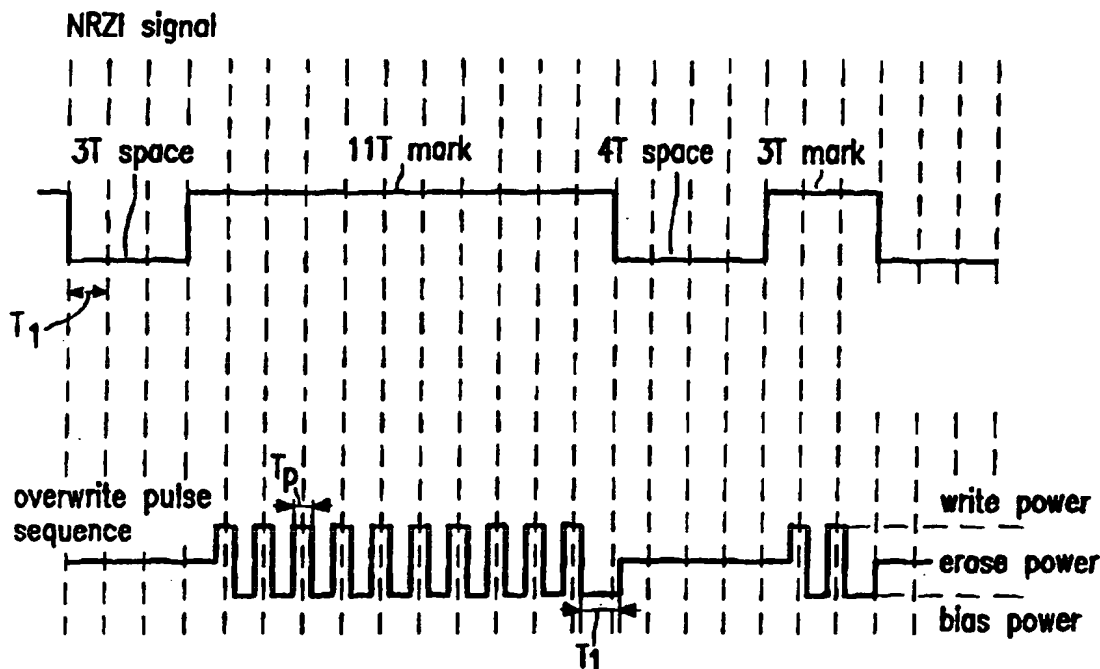 NRZI signal
3T space
11T mark
4T space
3T mark
T1
Tp
overwrite pulse
sequence
write power
erase power
bias power
T1